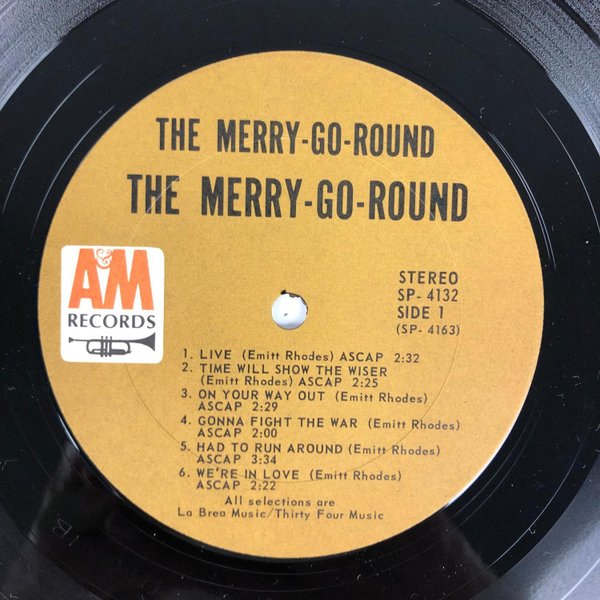 THE MERRY-GO-ROUND
THE MERRY-GO-ROUND
A&M
RECORDS
STEREO
SP- 4132
SIDE 1
(SP- 4163)
1. LIVE (Emitt Rhodes) ASCAP 2:32
2. TIME WILL SHOW THE WISER
(Emitt Rhodes) ASCAP 2:25
3. ON YOUR WAY OUT (Emitt Rhodes)
ASCAP 2:29
4. GONNA FIGHT THE WAR (Emitt Rhodes)
ASCAP 2:00
5. HAD TO RUN AROUND (Emitt Rhodes)
ASCAP 3:34
6. WE'RE IN LOVE (Emitt Rhodes)
ASCAP 2:22
All selections are
La Brea Music/Thirty Four Music